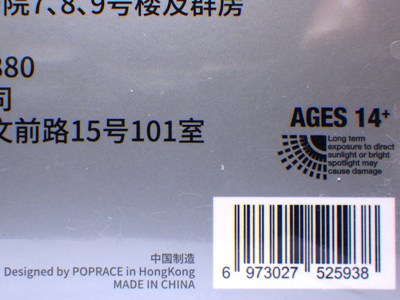 院7、8、9号楼及群房
380
司
文前路15号101室
AGES 14+
Long term
exposure to direct
sunlight or bright
spotlight may
cause damage
中国制造
Designed by POPRACE in HongKong
MADE IN CHINA
6 973027 525938